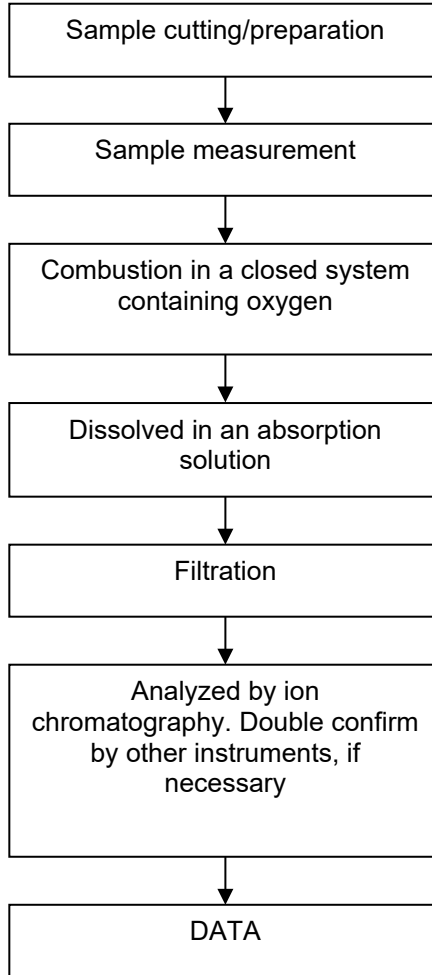 Sample cutting/preparation
Sample measurement
Combustion in a closed system
containing oxygen
Dissolved in an absorption
solution
Filtration
Analyzed by ion
chromatography. Double confirm
by other instruments, if
necessary
DATA